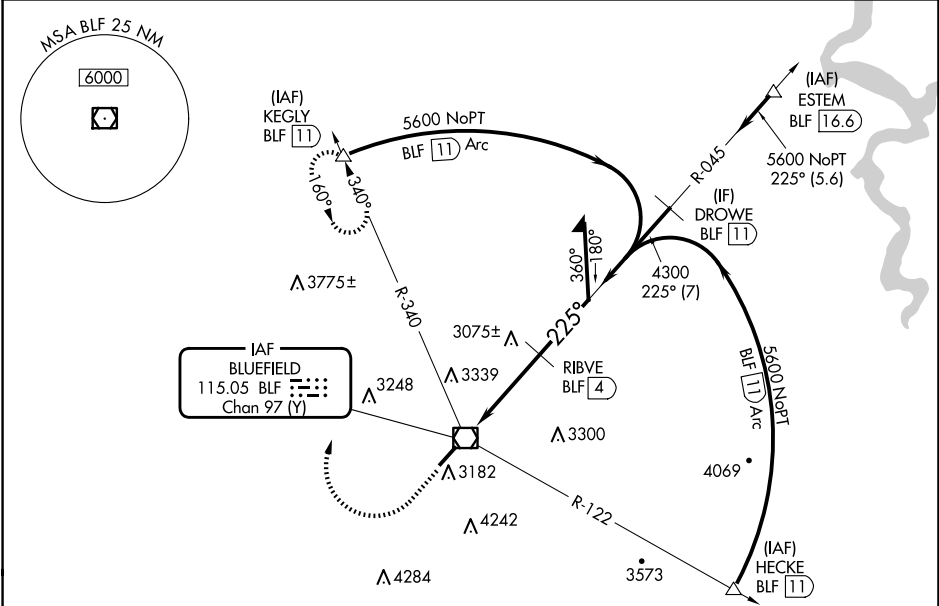 MSA BLF 25 NM
6000
(IAF)
KEGLY
BLF 11
5600 NoPT
BLF 11 Arc
(IAF)
ESTEM
BLF 16.6
5600 NoPT
225° (5.6)
R-045
(IF)
DROWE
BLF 11
160°
340°
360°
180°
4300
225° (7)
3775±
R-340
225°
3075±
RIBVE
BLF 4
IAF
BLUEFIELD
115.05 BLF
Chan 97 (Y)
3248
3339
3300
5600 NoPT
BLF 11 Arc
3182
4069
4242
R-122
4284
3573
(IAF)
HECKE
BLF 11